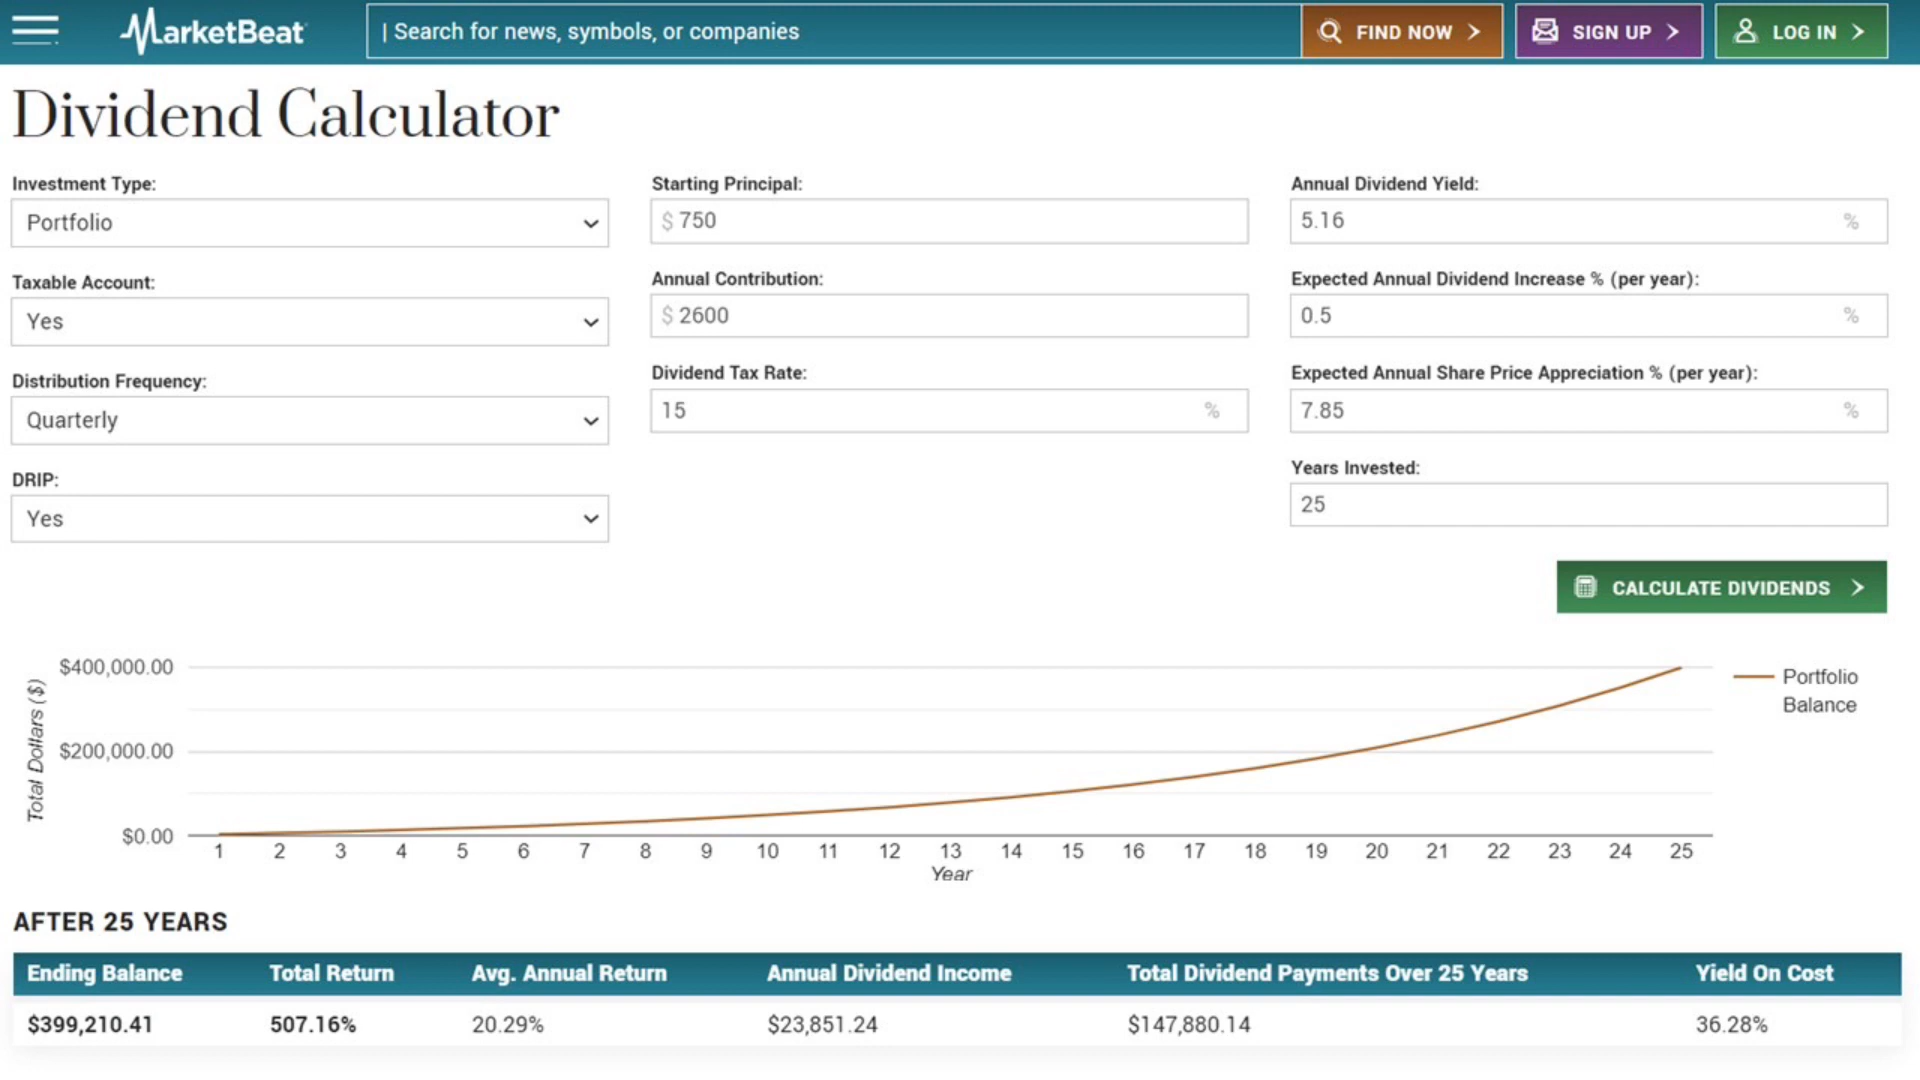 MarketBeat
| Search for news, symbols, or companies
FIND NOW
SIGN UP
LOG IN
Dividend Calculator
Investment Type:
Portfolio
Taxable Account:
Yes
Distribution Frequency:
Quarterly
DRIP:
Yes
Starting Principal:
$ 750
Annual Contribution:
$ 2600
Dividend Tax Rate:
15 %
Annual Dividend Yield:
5.16 %
Expected Annual Dividend Increase % (per year):
0.5 %
Expected Annual Share Price Appreciation % (per year):
7.85 %
Years Invested:
25
CALCULATE DIVIDENDS
Total Dollars ($)
$400,000.00
$200,000.00
$0.00
1 2 3 4 5 6 7 8 9 10 11 12 13 14 15 16 17 18 19 20 21 22 23 24 25
Year
Portfolio
Balance
AFTER 25 YEARS
Ending Balance Total Return Avg. Annual Return Annual Dividend Income Total Dividend Payments Over 25 Years Yield On Cost
$399,210.41 507.16% 20.29% $23,851.24 $147,880.14 36.28%